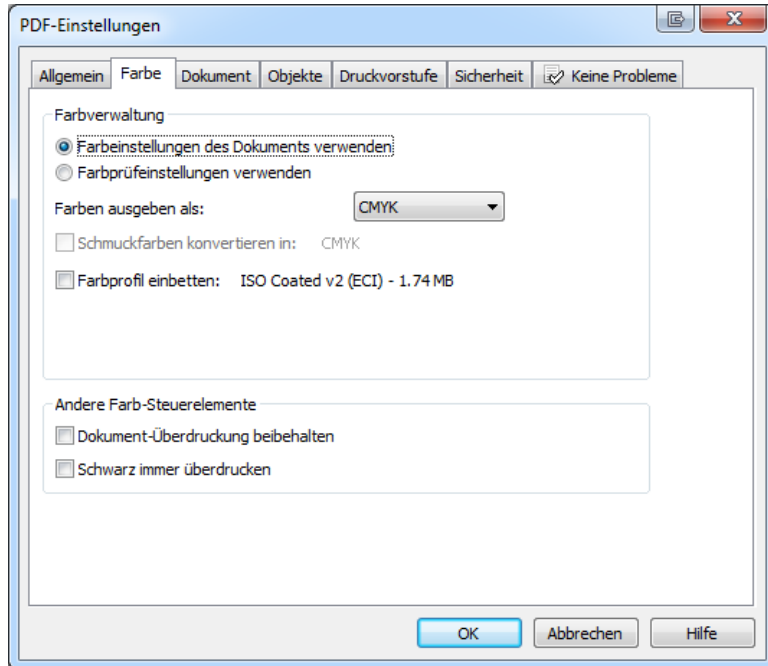 PDF-Einstellungen
Allgemein Farbe Dokument Objekte Druckvorstufe Sicherheit Keine Probleme
Farbverwaltung
Farbeinstellungen des Dokuments verwenden
Farbprüfeinstellungen verwenden
Farben ausgeben als: CMYK
Schmuckfarben konvertieren in: CMYK
Farbprofil einbetten: ISO Coated v2 (ECI) - 1.74 MB
Andere Farb-Steuerelemente
Dokument-Überdruckung beibehalten
Schwarz immer überdrucken
OK Abbrechen Hilfe